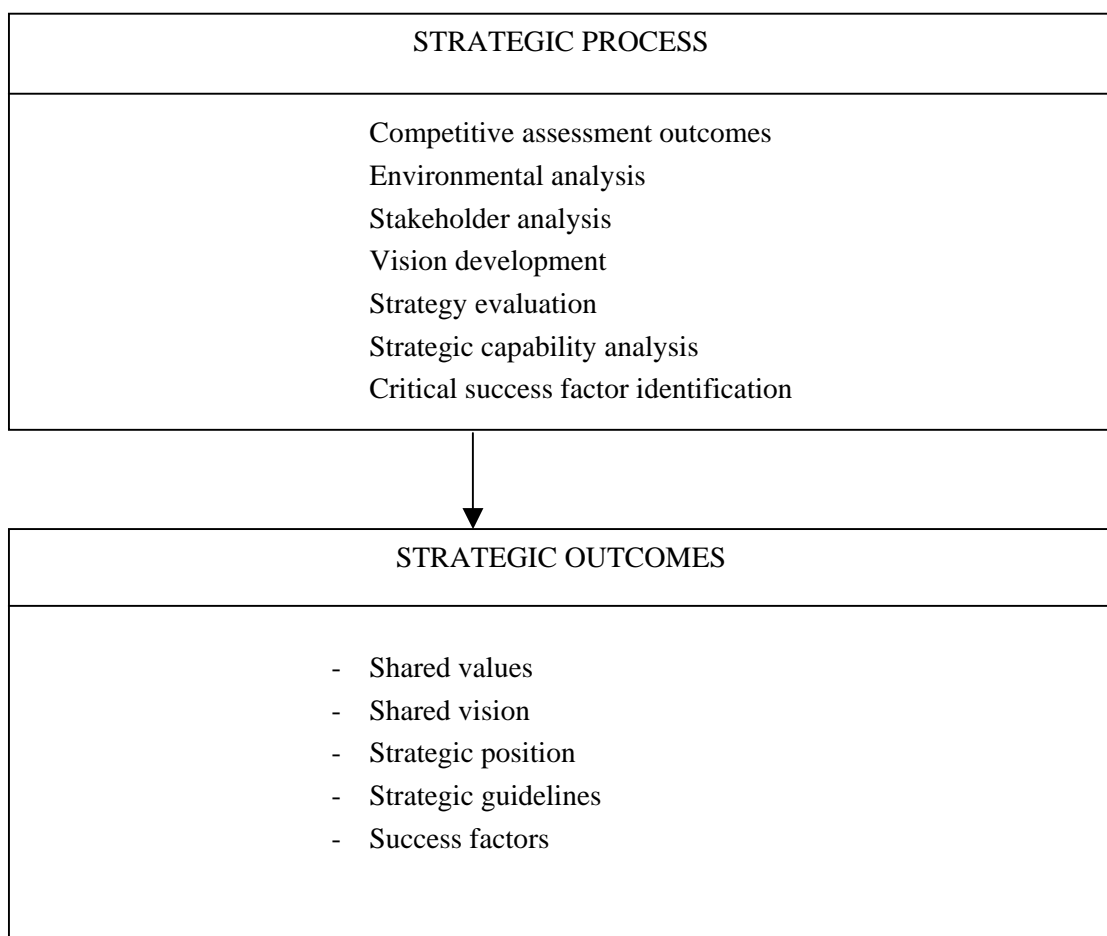 STRATEGIC PROCESS
Competitive assessment outcomes
Environmental analysis
Stakeholder analysis
Vision development
Strategy evaluation
Strategic capability analysis
Critical success factor identification
STRATEGIC OUTCOMES
- Shared values
- Shared vision
- Strategic position
- Strategic guidelines
- Success factors